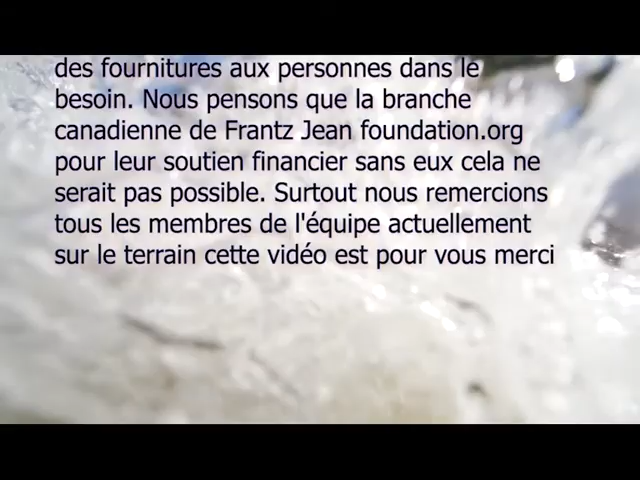 des fournitures aux personnes dans le
besoin. Nous pensons que la branche
canadienne de Frantz Jean foundation.org
pour leur soutien financier sans eux cela ne
serait pas possible. Surtout nous remercions
tous les membres de l'équipe actuellement
sur le terrain cette vidéo est pour vous merci